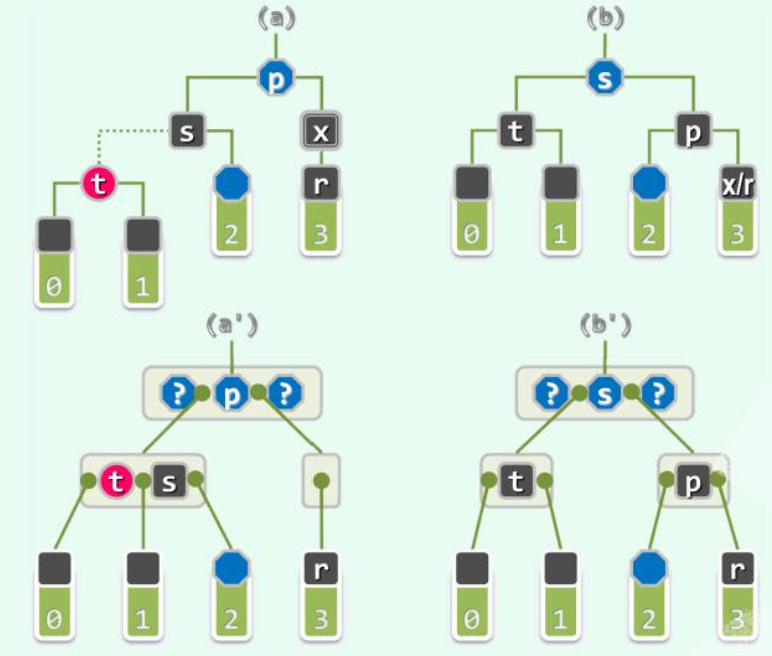 (a) (b)
p s
s x t p
t r x/r
2 3 0 1 2 3
0 1
(a') (b')
? p ? ? s ?
t s t p
r r
0 1 2 3 0 1 2 3